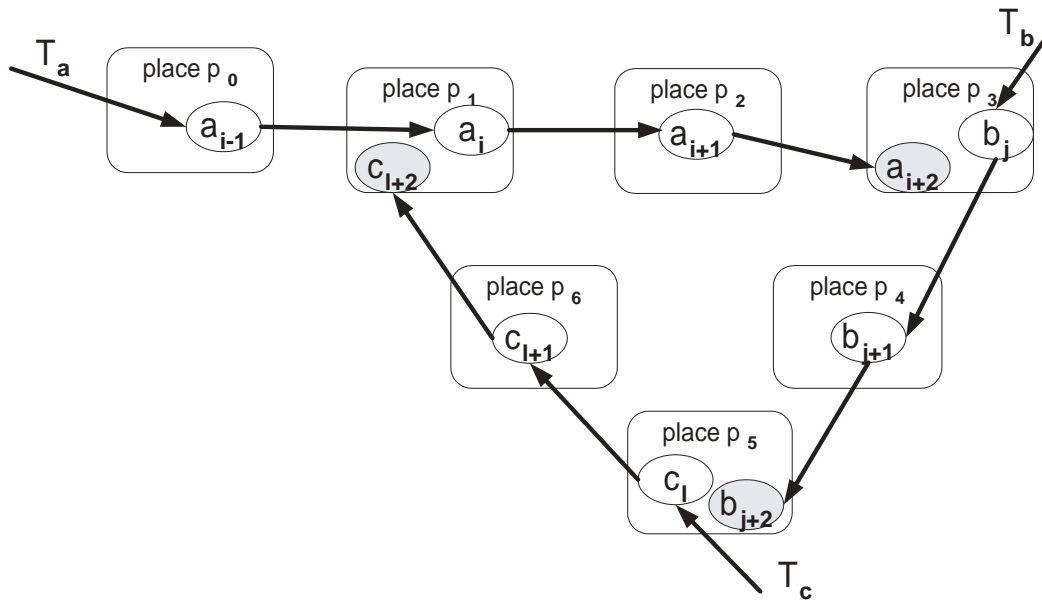 T_a
T_b
place p_0
place p_1
place p_2
place p_3
a_{i-1}
a_i
a_{i+1}
b_j
c_{l+2}
a_{i+2}
place p_6
place p_4
c_{l+1}
b_{j+1}
place p_5
c_l
b_{j+2}
T_c